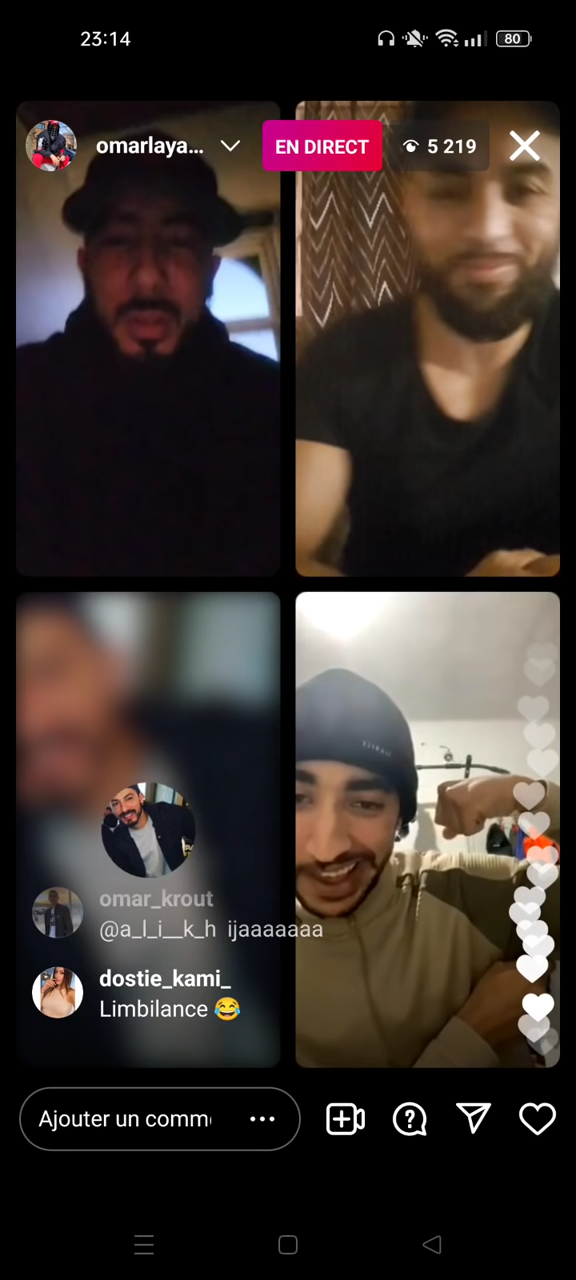 23:14
80
omarlaya...
EN DIRECT
5 219
omar_krout
@a_l_i__k_h ijaaaaaaa
dostie_kami_
Limbilance 😂
Ajouter un comm